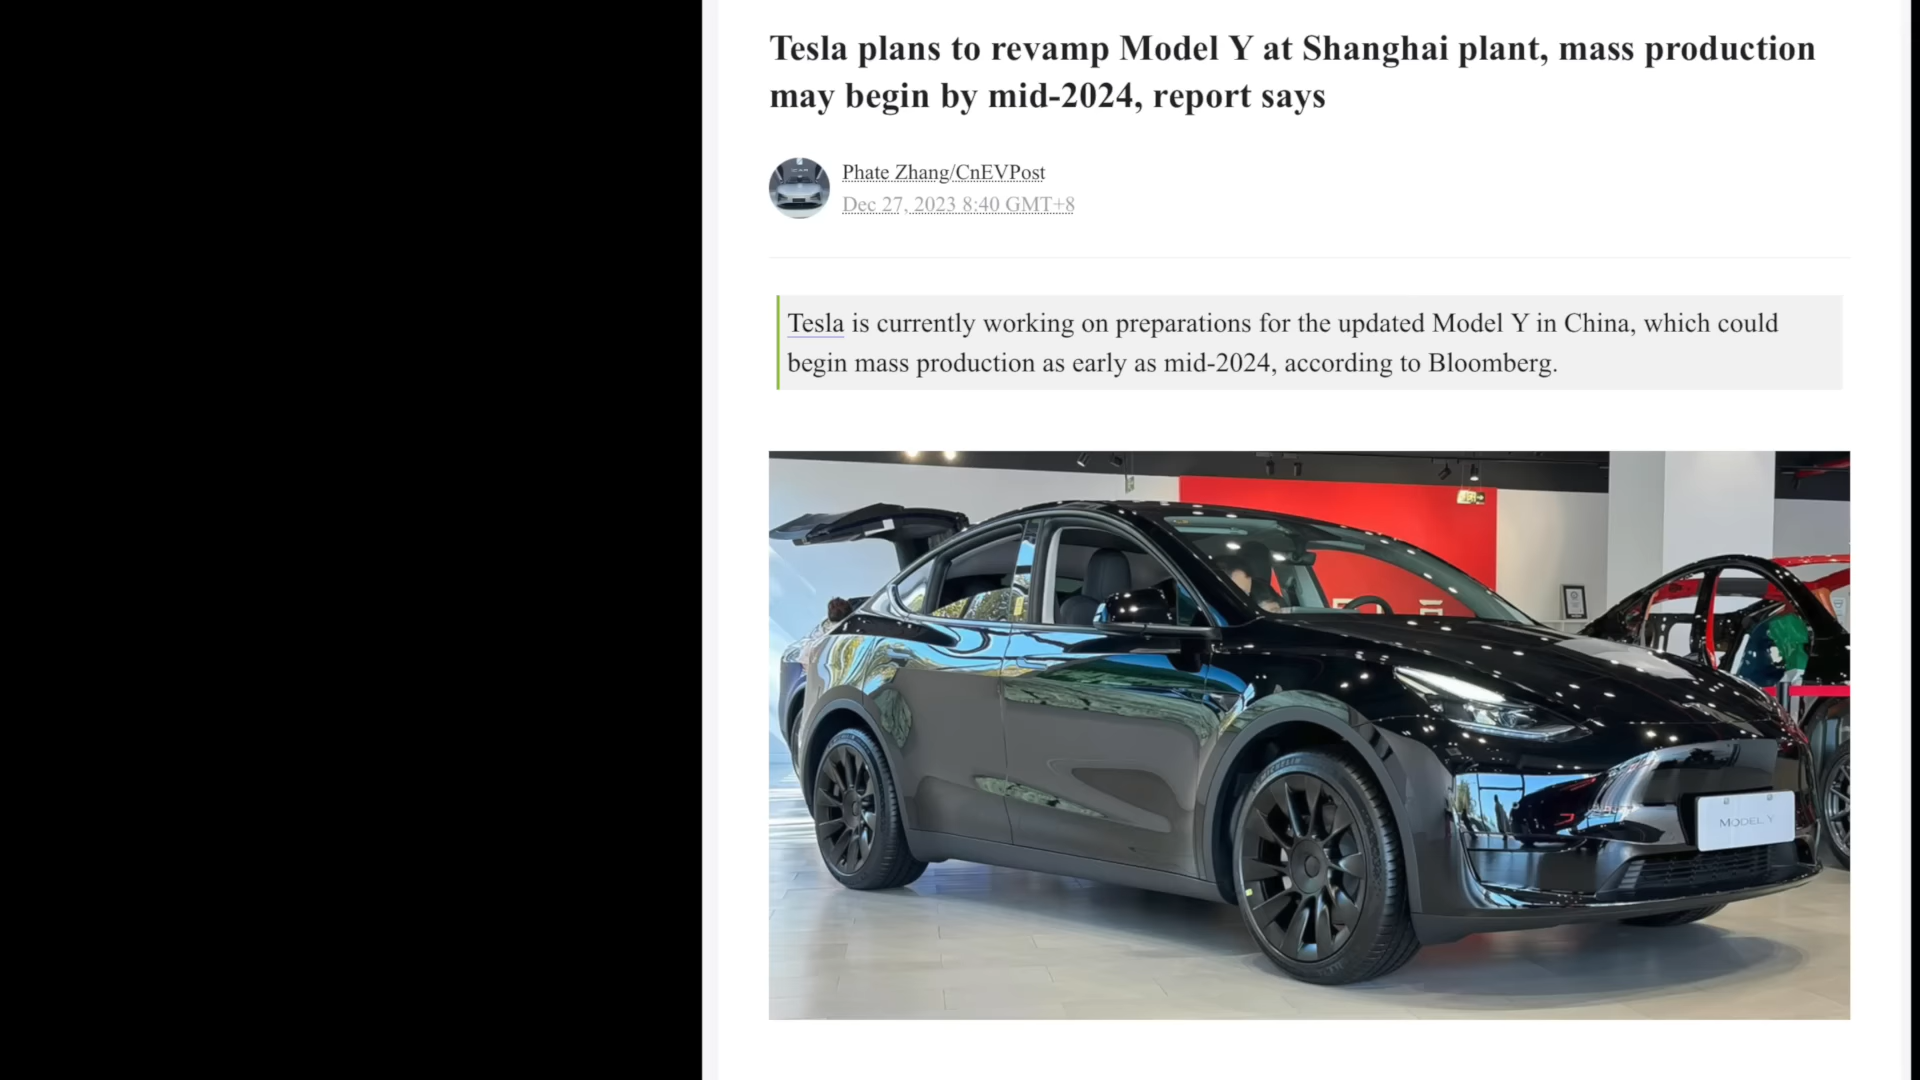 Tesla plans to revamp Model Y at Shanghai plant, mass production
may begin by mid-2024, report says
Phate Zhang/CnEVPost
Dec 27, 2023 8:40 GMT+8
Tesla is currently working on preparations for the updated Model Y in China, which could
begin mass production as early as mid-2024, according to Bloomberg.
MODEL Y